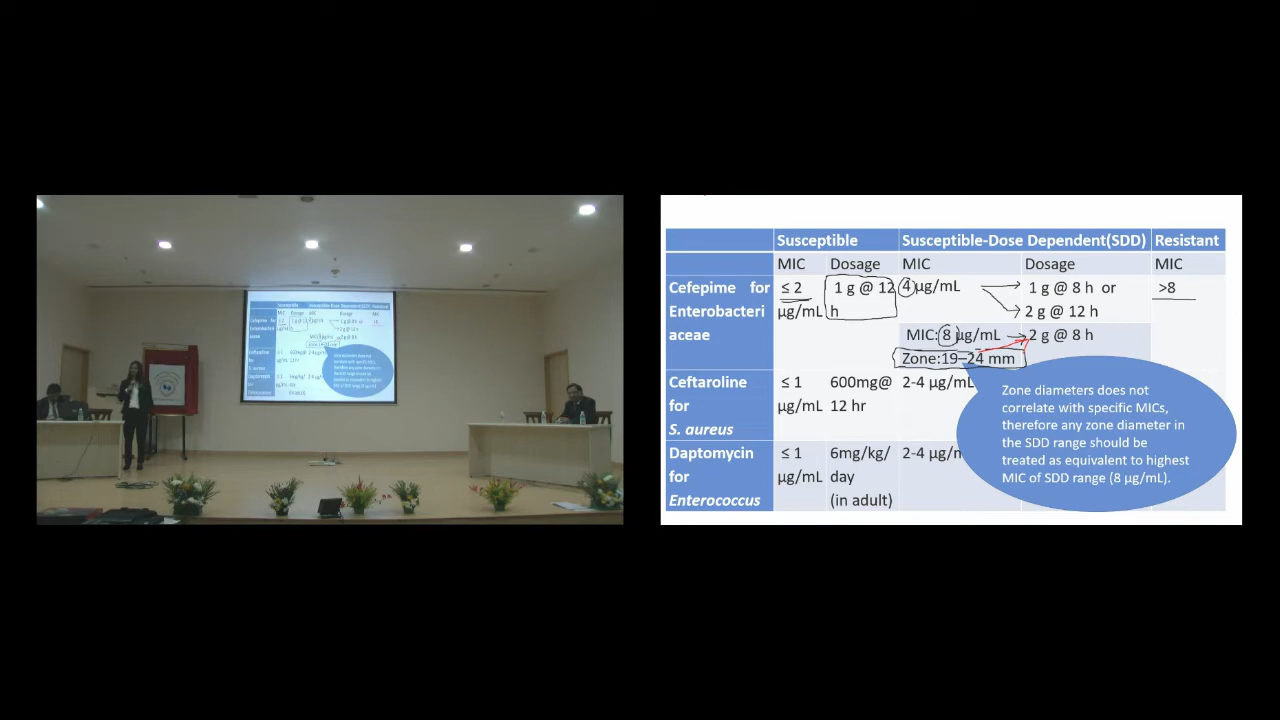 Susceptible Susceptible-Dose Dependent(SDD) Resistant
MIC Dosage MIC Dosage MIC
Cefepime for Enterobacteri aceae
≤ 2 µg/mL
1 g @ 12 h
4 µg/mL
1 g @ 8 h or
2 g @ 12 h
>8
MIC: 8 µg/mL 2 g @ 8 h
Zone:19–24 mm
Ceftaroline for S. aureus
≤ 1 µg/mL
600mg@ 12 hr
2-4 µg/mL
Daptomycin for Enterococcus
≤ 1 µg/mL
6mg/kg/ day (in adult)
2-4 µg/
Zone diameters does not
correlate with specific MICs,
therefore any zone diameter in
the SDD range should be
treated as equivalent to highest
MIC of SDD range (8 µg/mL).